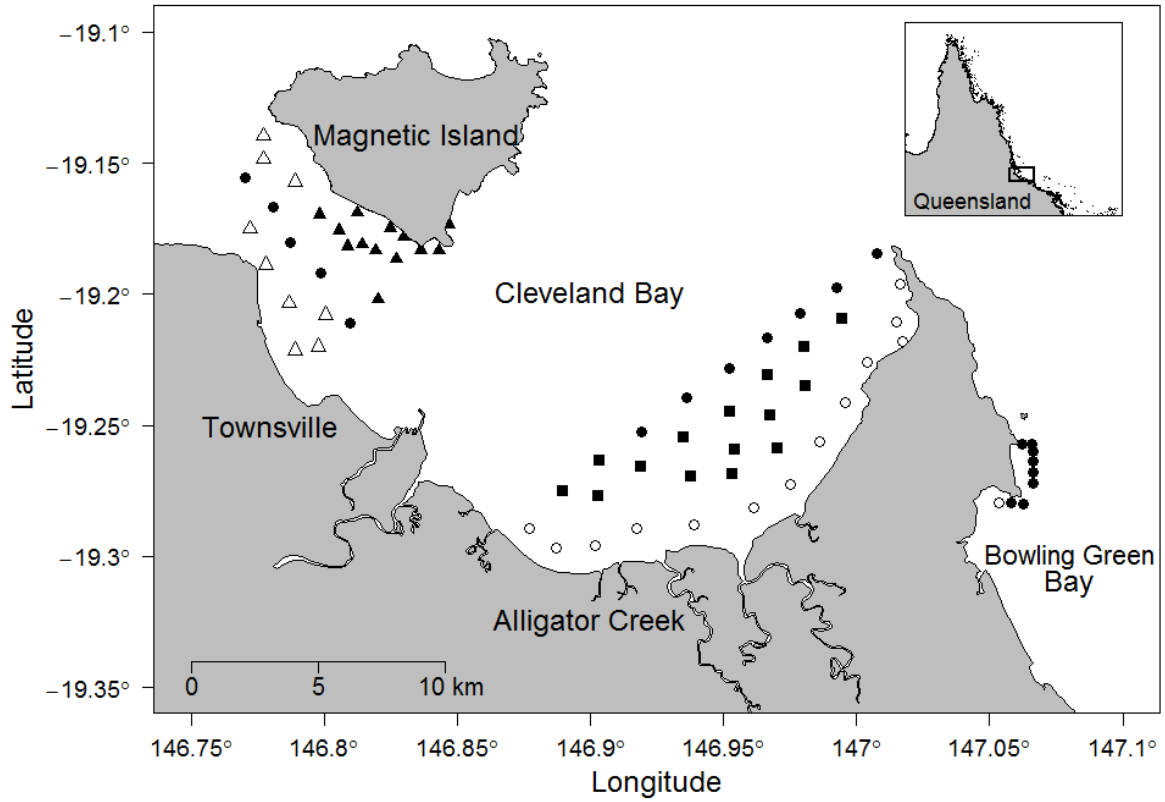 −19.1°
−19.15°
−19.2°
−19.25°
−19.3°
−19.35°
Latitude
Magnetic Island
Queensland
Cleveland Bay
Townsville
Bowling Green
Bay
Alligator Creek
0 5 10 km
146.75° 146.8° 146.85° 146.9° 146.95° 147° 147.05° 147.1°
Longitude